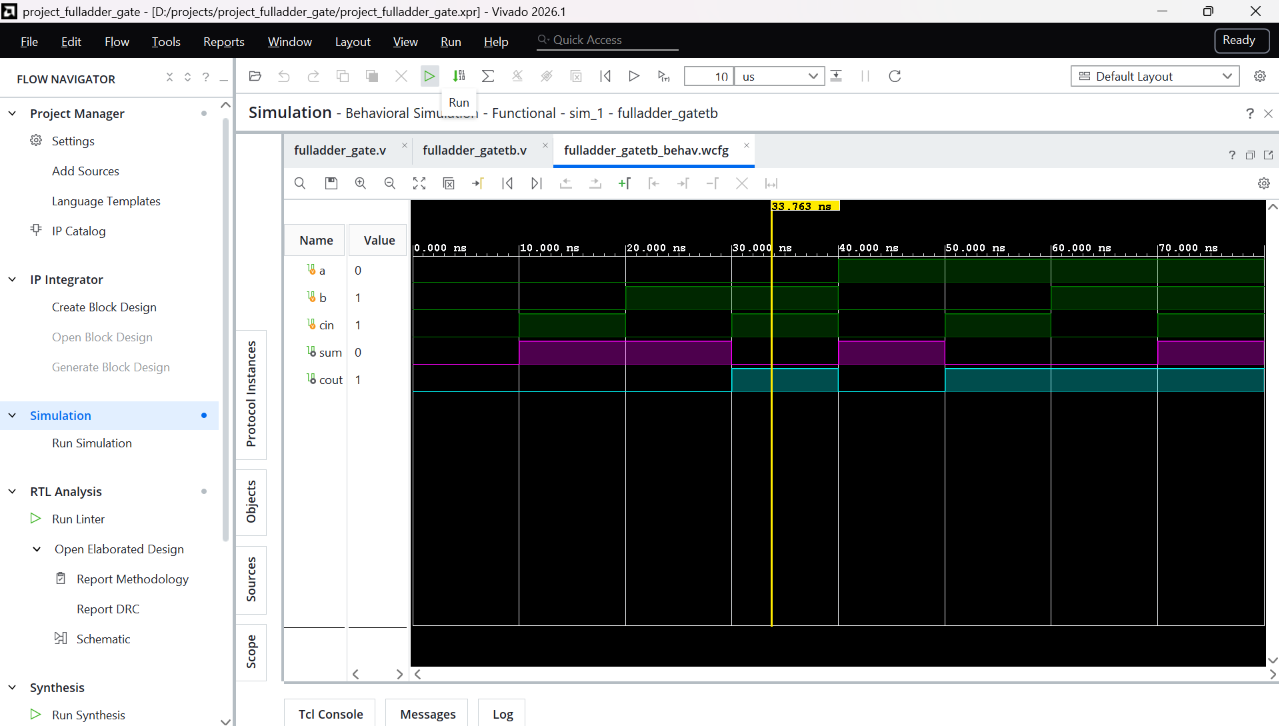 project_fulladder_gate - [D:/projects/project_fulladder_gate/project_fulladder_gate.xpr] - Vivado 2026.1
File Edit Flow Tools Reports Window Layout View Run Help Quick Access Ready
FLOW NAVIGATOR ? _
10 us Default Layout
Run
Simulation - Behavioral Simulation - Functional - sim_1 - fulladder_gatetb ? ×
Project Manager
Settings
Add Sources
Language Templates
IP Catalog
IP Integrator
Create Block Design
Open Block Design
Generate Block Design
Simulation
Run Simulation
RTL Analysis
Run Linter
Open Elaborated Design
Report Methodology
Report DRC
Schematic
Synthesis
Run Synthesis
Protocol Instances
Objects
Sources
Scope
fulladder_gate.v × fulladder_gatetb.v × fulladder_gatetb_behav.wcfg × ?
33.763 ns
Name Value
0.000 ns 10.000 ns 20.000 ns 30.000 ns 40.000 ns 50.000 ns 60.000 ns 70.000 ns
a 0
b 1
cin 1
sum 0
cout 1
Tcl Console Messages Log